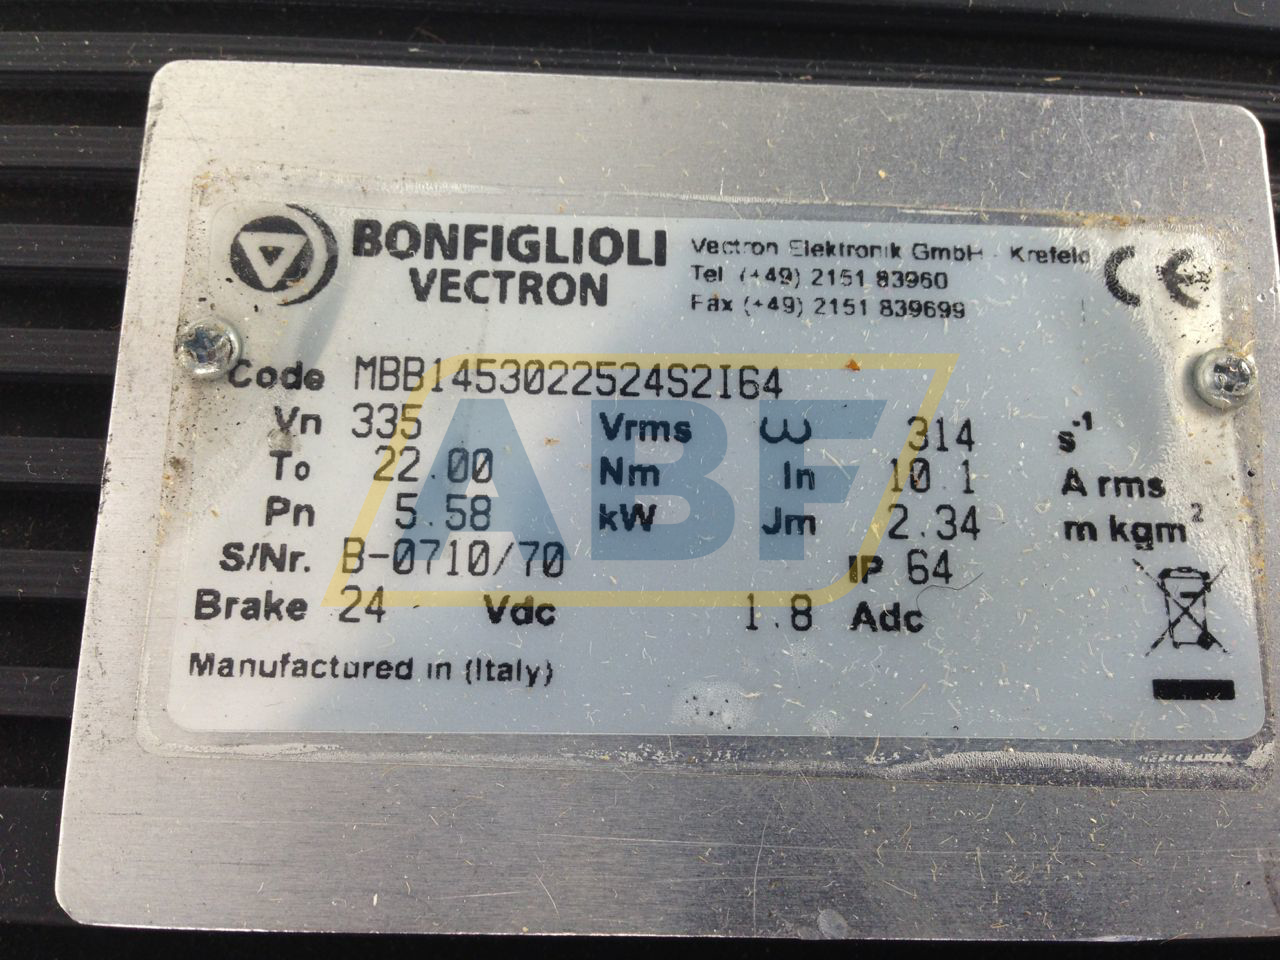 BONFIGLIOLI
VECTRON
Vectron Elektronik GmbH - Krefeld
Tel (+49) 2151 83960
Fax (+49) 2151 839699
CE
Code MBB1453022524S2I64
Vn 335 Vrms ω 314 s-1
To 22.00 Nm In 10.1 A rms
Pn 5.58 kW Jm 2.34 m kgm2
S/Nr. B-0710/70 IP 64
Brake 24 Vdc 1.8 Adc
Manufactured in (Italy)
ABF